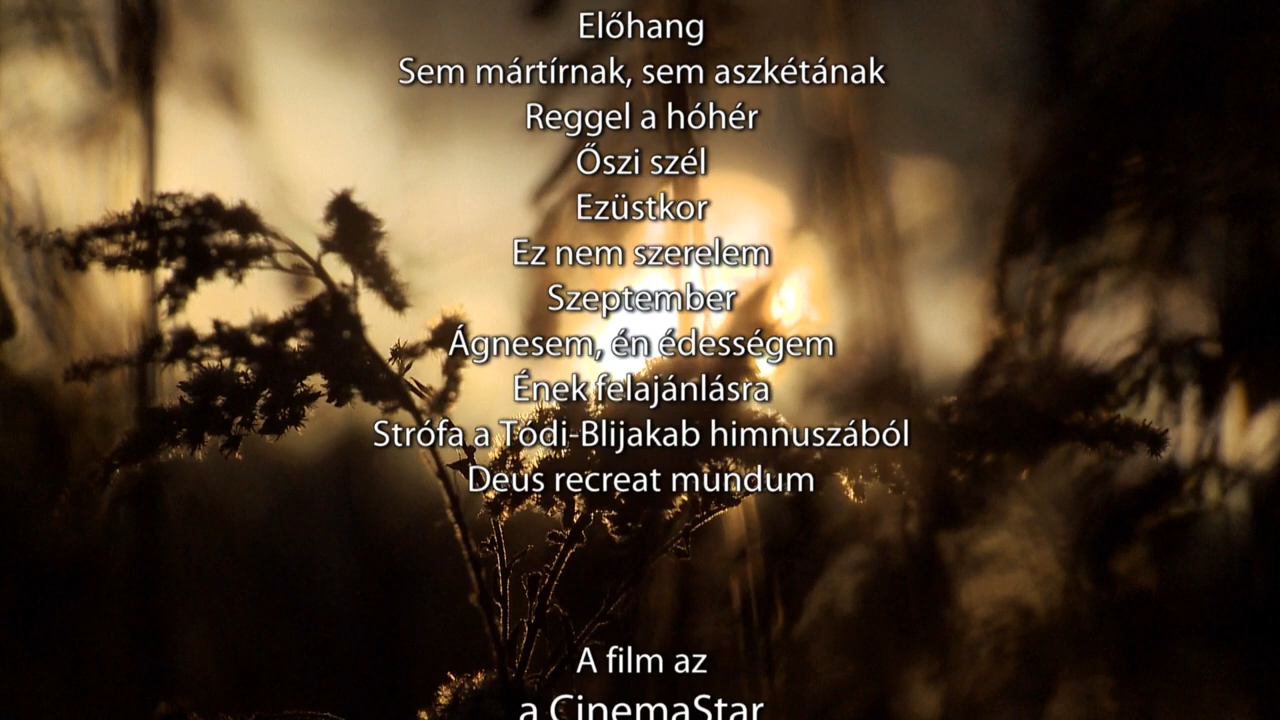 Előhang
Sem mártírnak, sem aszkétának
Reggel a hóhér
Őszi szél
Ezüstkor
Ez nem szerelem
Szeptember
Ágnesem, én édességem
Ének felajánlásra
Strófa a Tódi-Blijakab himnuszából
Deus recreat mundum
A film az
a CinemaStar